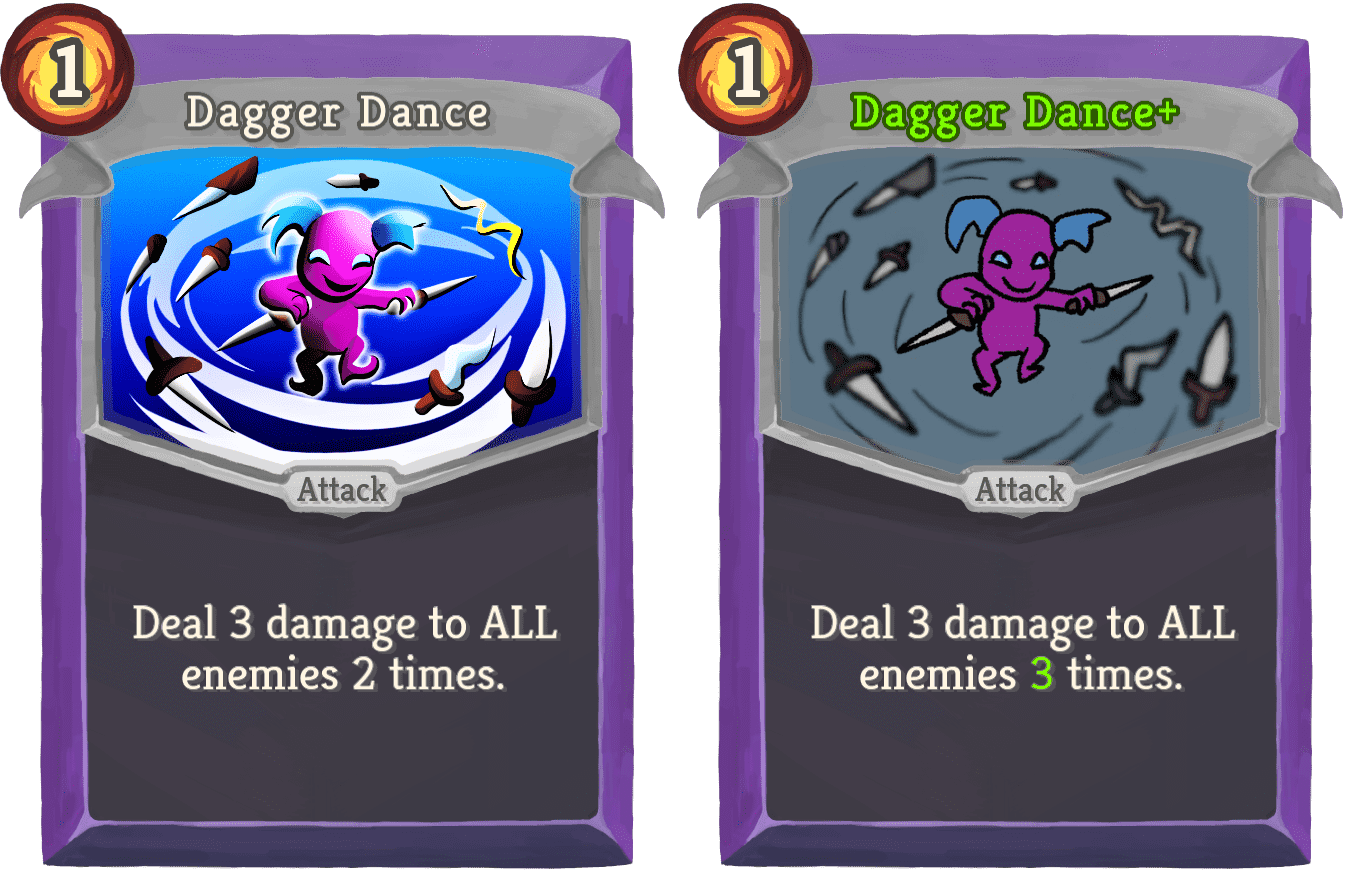 1
Dagger Dance
Attack
Deal 3 damage to ALL
enemies 2 times.
1
Dagger Dance+
Attack
Deal 3 damage to ALL
enemies 3 times.